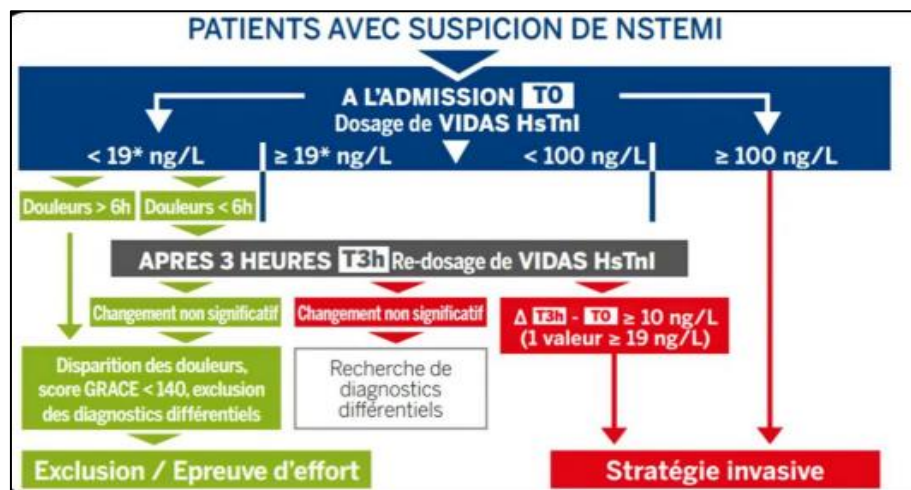 PATIENTS AVEC SUSPICION DE NSTEMI
A L'ADMISSION T0
Dosage de VIDAS HsTnI
< 19* ng/L
≥ 19* ng/L
< 100 ng/L
≥ 100 ng/L
Douleurs > 6h
Douleurs < 6h
APRES 3 HEURES T3h Re-dosage de VIDAS HsTnI
Changement non significatif
Changement non significatif
Δ T3h - T0 ≥ 10 ng/L
(1 valeur ≥ 19 ng/L)
Disparition des douleurs,
score GRACE < 140, exclusion
des diagnostics différentiels
Recherche de
diagnostics
différentiels
Exclusion / Epreuve d'effort
Stratégie invasive